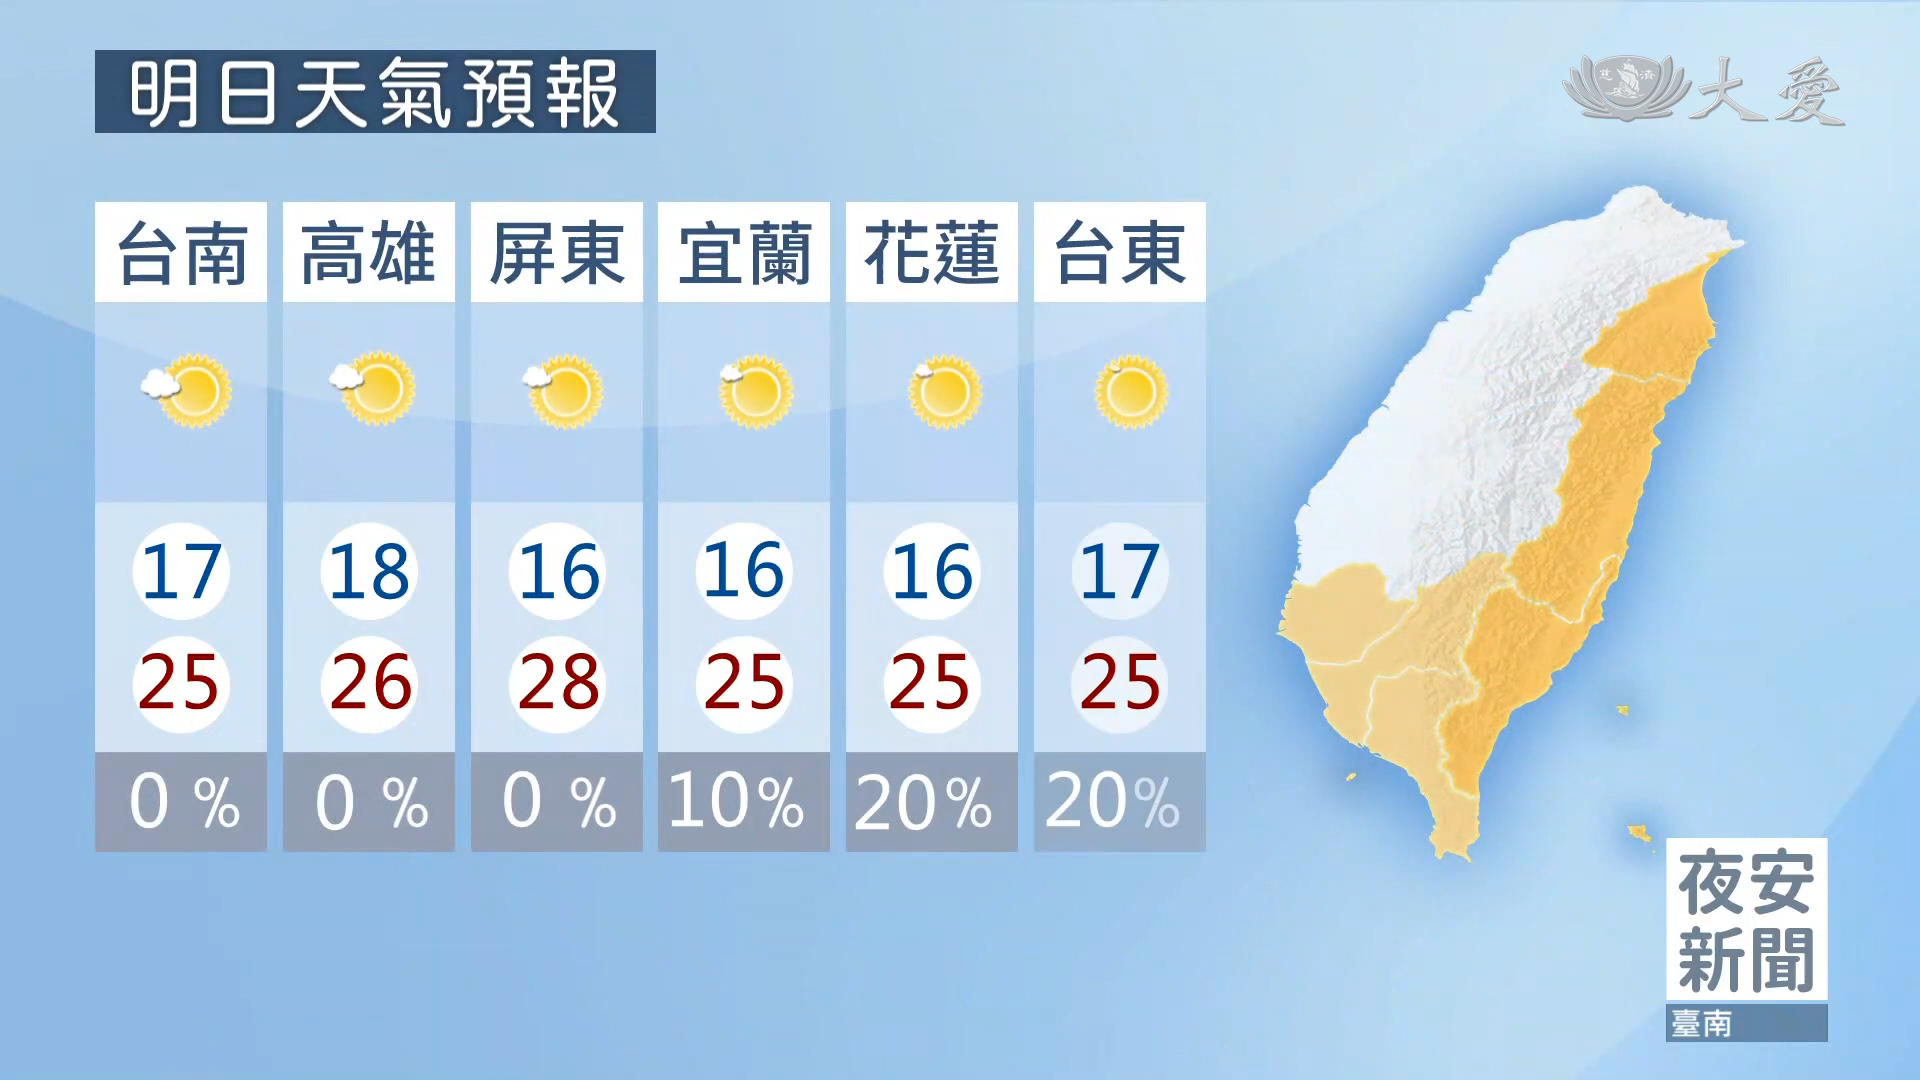 明日天氣預報
慈 濟 大愛
台南 高雄 屏東 宜蘭 花蓮 台東
17 18 16 16 16 17
25 26 28 25 25 25
0 % 0 % 0 % 10% 20% 20%
夜安
新聞
臺南